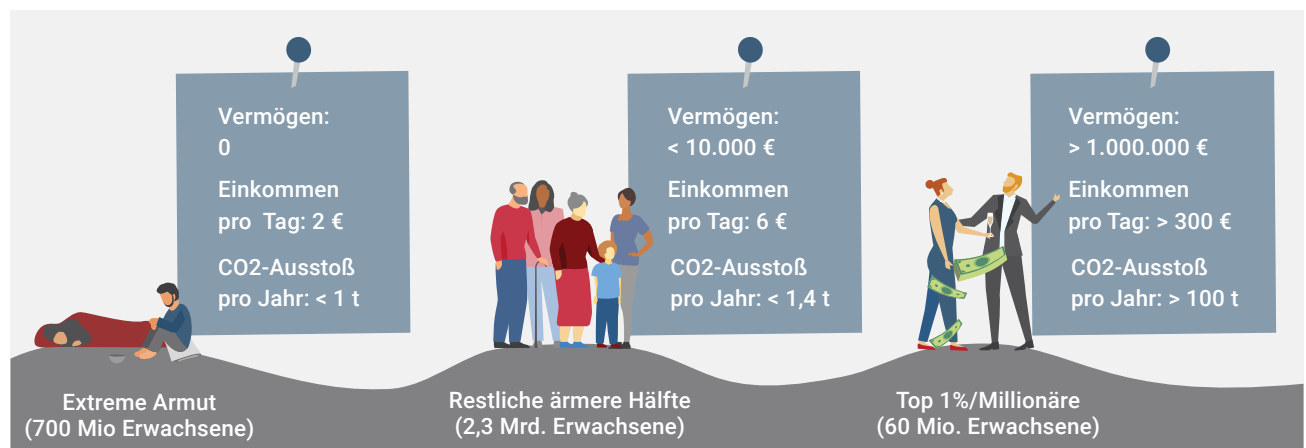 Vermögen:
0
Einkommen
pro Tag: 2 €
CO2-Ausstoß
pro Jahr: < 1 t
Extreme Armut
(700 Mio Erwachsene)
Vermögen:
< 10.000 €
Einkommen
pro Tag: 6 €
CO2-Ausstoß
pro Jahr: < 1,4 t
Restliche ärmere Hälfte
(2,3 Mrd. Erwachsene)
Vermögen:
> 1.000.000 €
Einkommen
pro Tag: > 300 €
CO2-Ausstoß
pro Jahr: > 100 t
Top 1%/Millionäre
(60 Mio. Erwachsene)